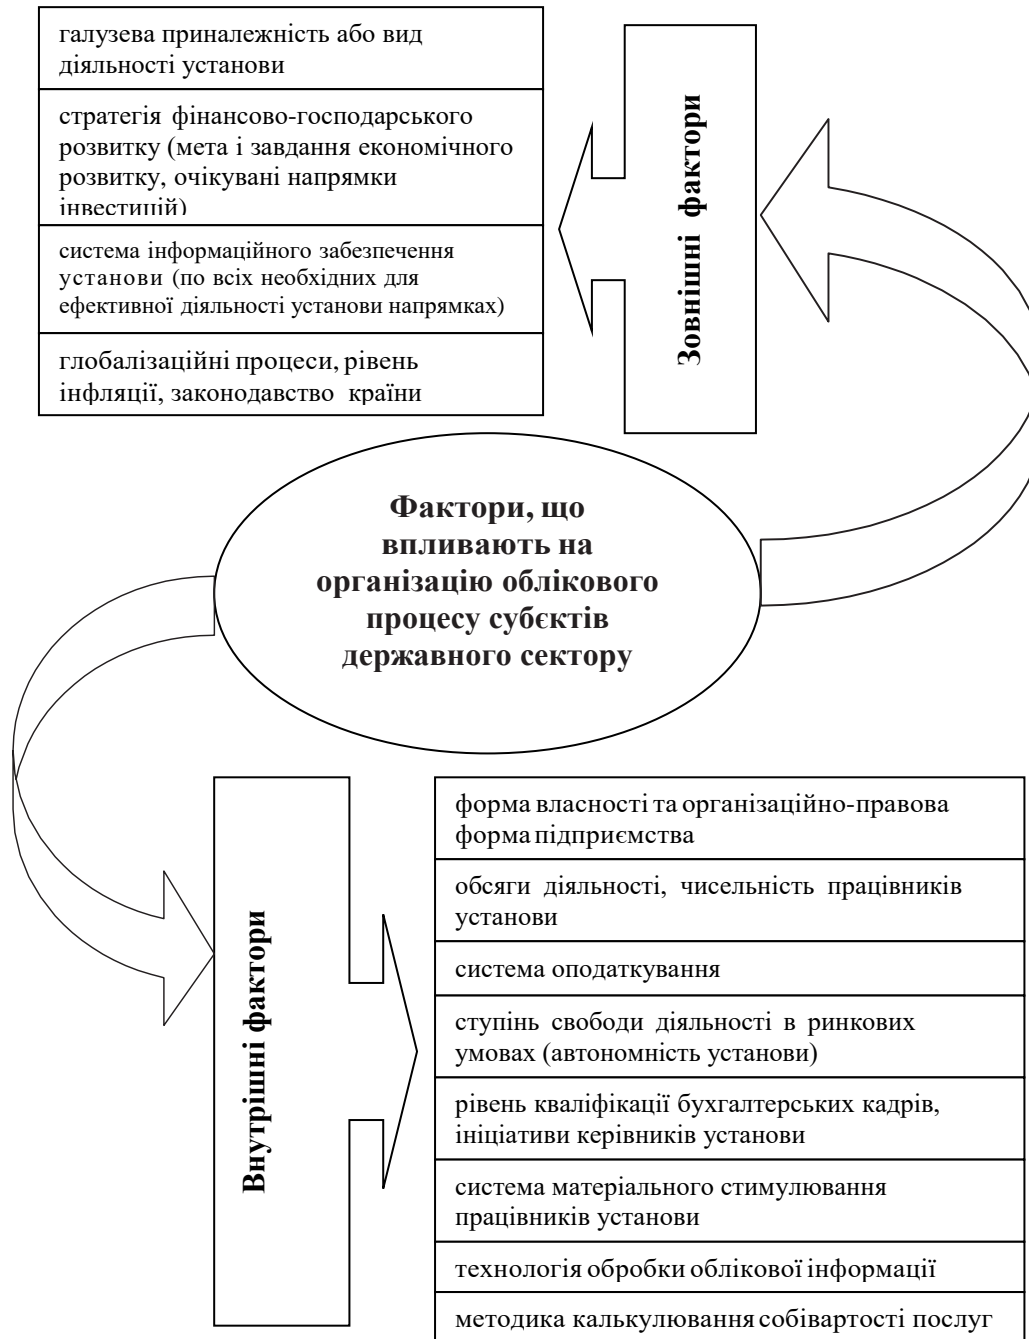 галузева приналежність або вид
діяльності установи
стратегія фінансово-господарського
розвитку (мета і завдання економічного
розвитку, очікувані напрямки
інвестицій)
система інформаційного забезпечення
установи (по всіх необхідних для
ефективної діяльності установи напрямках)
глобалізаційні процеси, рівень
інфляції, законодавство країни
Зовнішні фактори
Фактори, що
впливають на
організацію облікового
процесу субєктів
державного сектору
Внутрішні фактори
форма власності та організаційно-правова
форма підприємства
обсяги діяльності, чисельність працівників
установи
система оподаткування
ступінь свободи діяльності в ринкових
умовах (автономність установи)
рівень кваліфікації бухгалтерських кадрів,
ініціативи керівників установи
система матеріального стимулювання
працівників установи
технологія обробки облікової інформації
методика калькулювання собівартості послуг